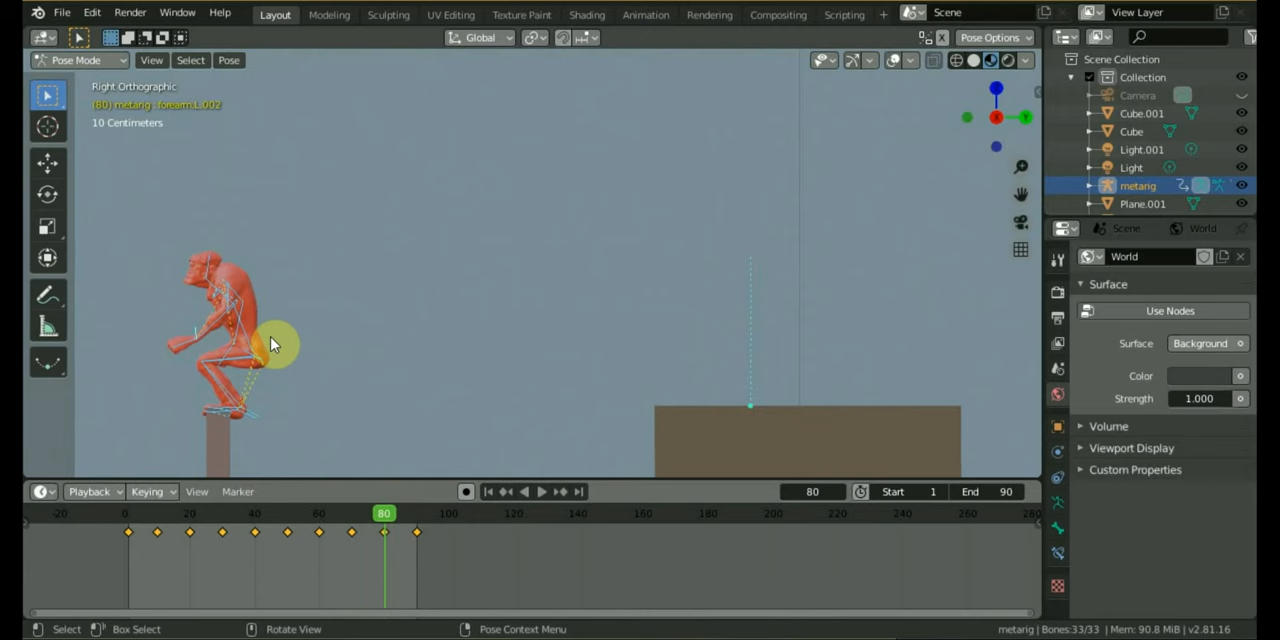 File Edit Render Window Help Layout Modeling Sculpting UV Editing Texture Paint Shading Animation Rendering Compositing Scripting + Scene View Layer
Global Pose Options
Pose Mode View Select Pose
Right Orthographic
(80) metarig : forearm.L.002
10 Centimeters
Scene Collection
Collection
Camera
Cube.001
Cube
Light.001
Light
metarig
Plane.001
Scene World
World
Surface
Use Nodes
Surface Background
Color
Strength 1.000
Volume
Viewport Display
Custom Properties
Playback Keying View Marker 80 Start 1 End 90
-20 0 20 40 60 80 100 120 140 160 180 200 220 240 260 280
Select Box Select Rotate View Pose Context Menu metarig | Bones:33/33 | Mem: 90.8 MiB | v2.81.16